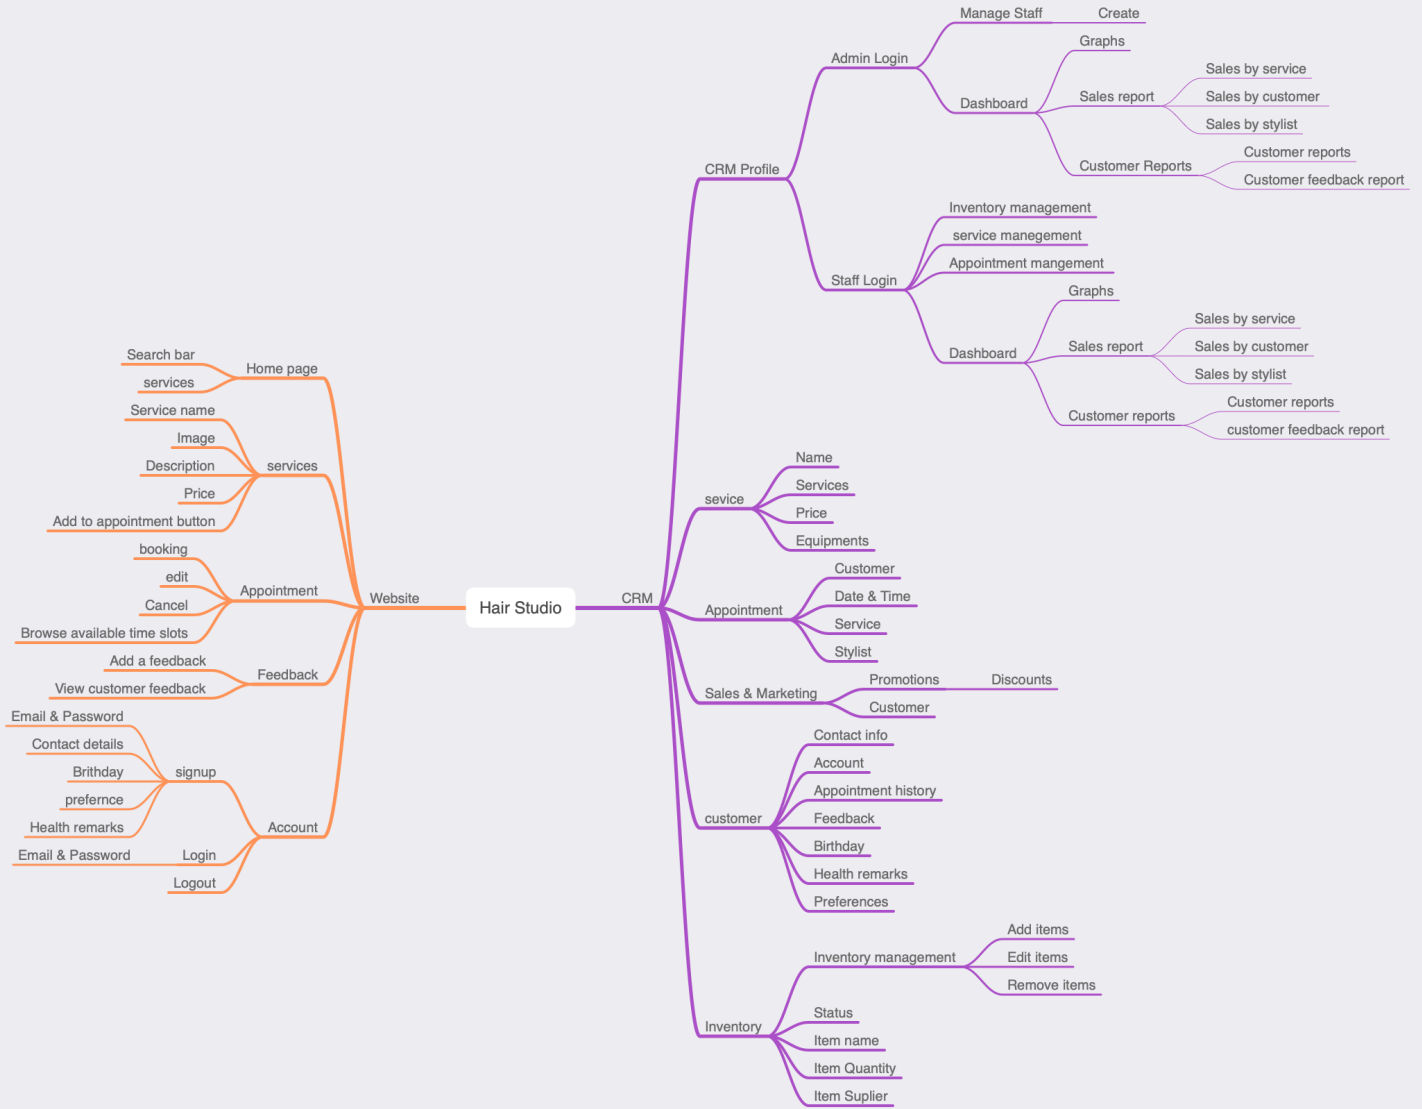 Hair Studio
Website
Home page
Search bar
services
services
Service name
Image
Description
Price
Add to appointment button
Appointment
booking
edit
Cancel
Browse available time slots
Feedback
Add a feedback
View customer feedback
Account
signup
Email & Password
Contact details
Brithday
prefernce
Health remarks
Login
Email & Password
Logout
CRM
CRM Profile
Admin Login
Manage Staff
Create
Dashboard
Graphs
Sales report
Sales by service
Sales by customer
Sales by stylist
Customer Reports
Customer reports
Customer feedback report
Staff Login
Inventory management
service manegement
Appointment mangement
Dashboard
Graphs
Sales report
Sales by service
Sales by customer
Sales by stylist
Customer reports
Customer reports
customer feedback report
sevice
Name
Services
Price
Equipments
Appointment
Customer
Date & Time
Service
Stylist
Sales & Marketing
Promotions
Discounts
Customer
customer
Contact info
Account
Appointment history
Feedback
Birthday
Health remarks
Preferences
Inventory
Inventory management
Add items
Edit items
Remove items
Status
Item name
Item Quantity
Item Suplier